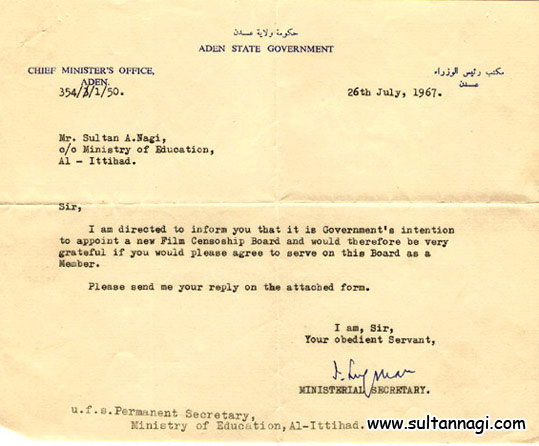 حكومة ولاية عدن
ADEN STATE GOVERNMENT
CHIEF MINISTER'S OFFICE,
ADEN.
مكتب رئيس الوزراء
عدن
354/3/1/50.
26th July, 1967.
Mr. Sultan A.Nagi,
c/o Ministry of Education,
Al - Ittihad.
Sir,
I am directed to inform you that it is Government's intention
to appoint a new Film Censoship Board and would therefore be very
grateful if you would please agree to serve on this Board as a
Member.
Please send me your reply on the attached form.
I am, Sir,
Your obedient Servant,
MINISTERIAL SECRETARY.
u.f.s.Permanent Secretary,
Ministry of Education,Al-Ittihad.
www.sultannagi.com